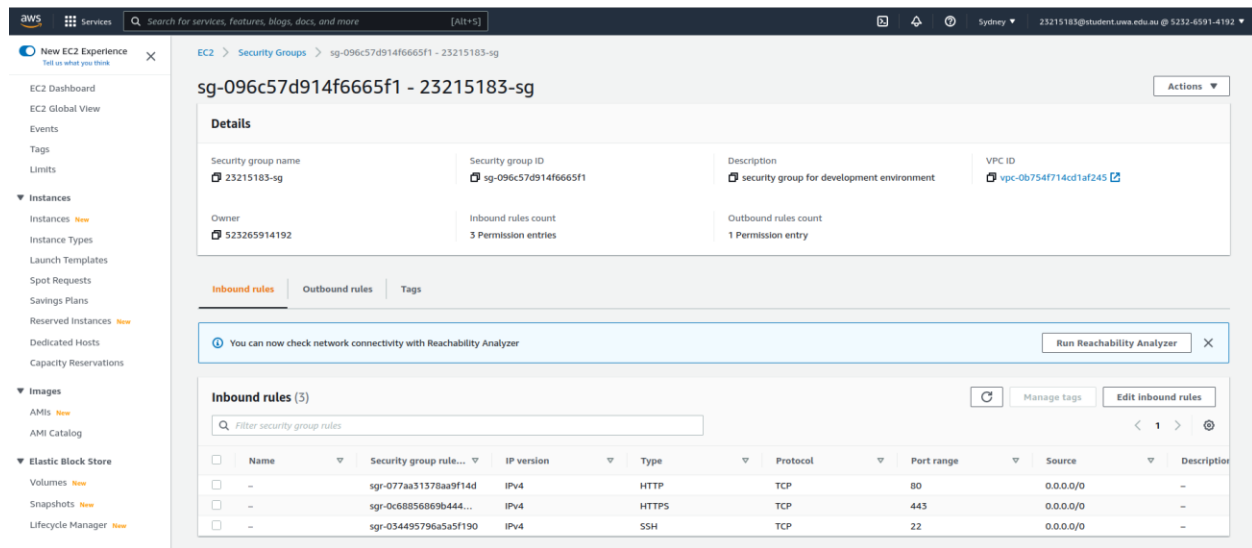 aws Services Search for services, features, blogs, docs, and more [Alt+S] Sydney ▼ 23215183@student.uwa.edu.au @ 5232-6591-4192 ▼
New EC2 Experience
Tell us what you think
EC2 Dashboard
EC2 Global View
Events
Tags
Limits
Instances
Instances New
Instance Types
Launch Templates
Spot Requests
Savings Plans
Reserved Instances New
Dedicated Hosts
Capacity Reservations
Images
AMIs New
AMI Catalog
Elastic Block Store
Volumes New
Snapshots New
Lifecycle Manager New
EC2 > Security Groups > sg-096c57d914f6665f1 - 23215183-sg
sg-096c57d914f6665f1 - 23215183-sg Actions ▼
Details
Security group name Security group ID Description VPC ID
23215183-sg sg-096c57d914f6665f1 security group for development environment vpc-0b754f714cd1af245
Owner Inbound rules count Outbound rules count
523265914192 3 Permission entries 1 Permission entry
Inbound rules Outbound rules Tags
You can now check network connectivity with Reachability Analyzer Run Reachability Analyzer
Inbound rules (3) Manage tags Edit inbound rules
Filter security group rules < 1 >
Name Security group rule... IP version Type Protocol Port range Source Description
– sgr-077aa31378aa9f14d IPv4 HTTP TCP 80 0.0.0.0/0 –
– sgr-0c68856869b444... IPv4 HTTPS TCP 443 0.0.0.0/0 –
– sgr-034495796a5a5f190 IPv4 SSH TCP 22 0.0.0.0/0 –